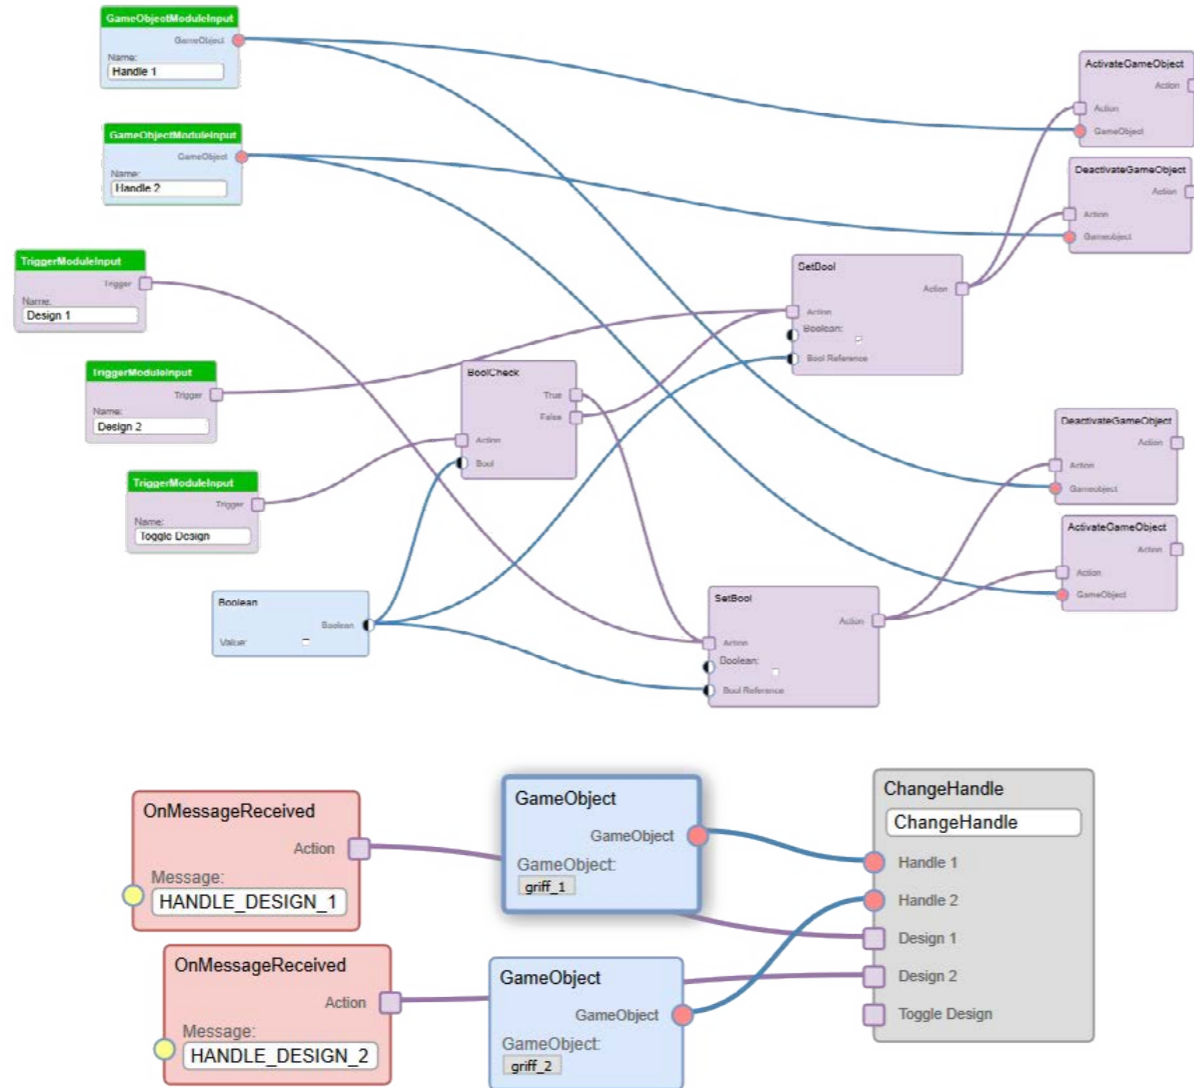 GameObjectModuleInput
GameObject
Name:
Handle 1
GameObjectModuleInput
GameObject
Name:
Handle 2
TriggerModuleInput
Trigger
Name:
Design 1
TriggerModuleInput
Trigger
Name:
Design 2
TriggerModuleInput
Trigger
Name:
Toggle Design
Boolean
Boolean
Value:
BoolCheck
True
False
Action
Bool
SetBool
Action
Action
Boolean:
Bool Reference
SetBool
Action
Action
Boolean:
Bool Reference
ActivateGameObject
Action
Action
GameObject
DeactivateGameObject
Action
Action
Gameobject
DeactivateGameObject
Action
Action
Gameobject
ActivateGameObject
Action
Action
GameObject
OnMessageReceived
Action
Message:
HANDLE_DESIGN_1
OnMessageReceived
Action
Message:
HANDLE_DESIGN_2
GameObject
GameObject
GameObject:
griff_1
GameObject
GameObject
GameObject:
griff_2
ChangeHandle
ChangeHandle
Handle 1
Handle 2
Design 1
Design 2
Toggle Design